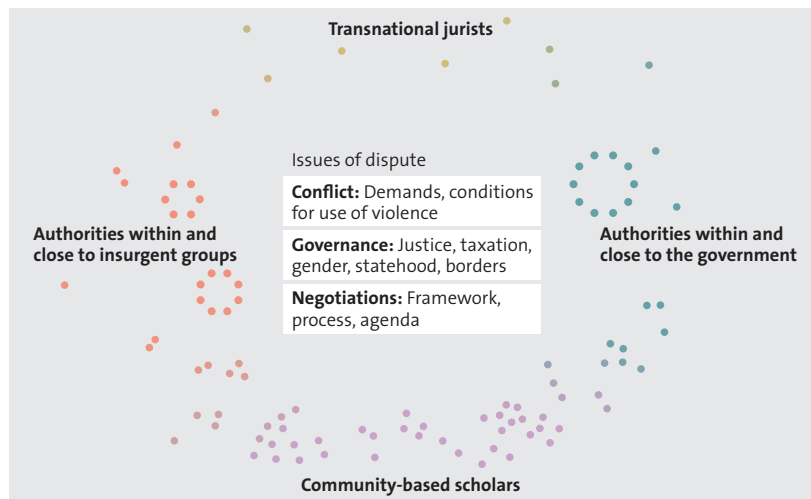 Transnational jurists
Issues of dispute
Conflict: Demands, conditions
for use of violence
Governance: Justice, taxation,
gender, statehood, borders
Negotiations: Framework,
process, agenda
Authorities within and
close to insurgent groups
Authorities within and
close to the government
Community-based scholars